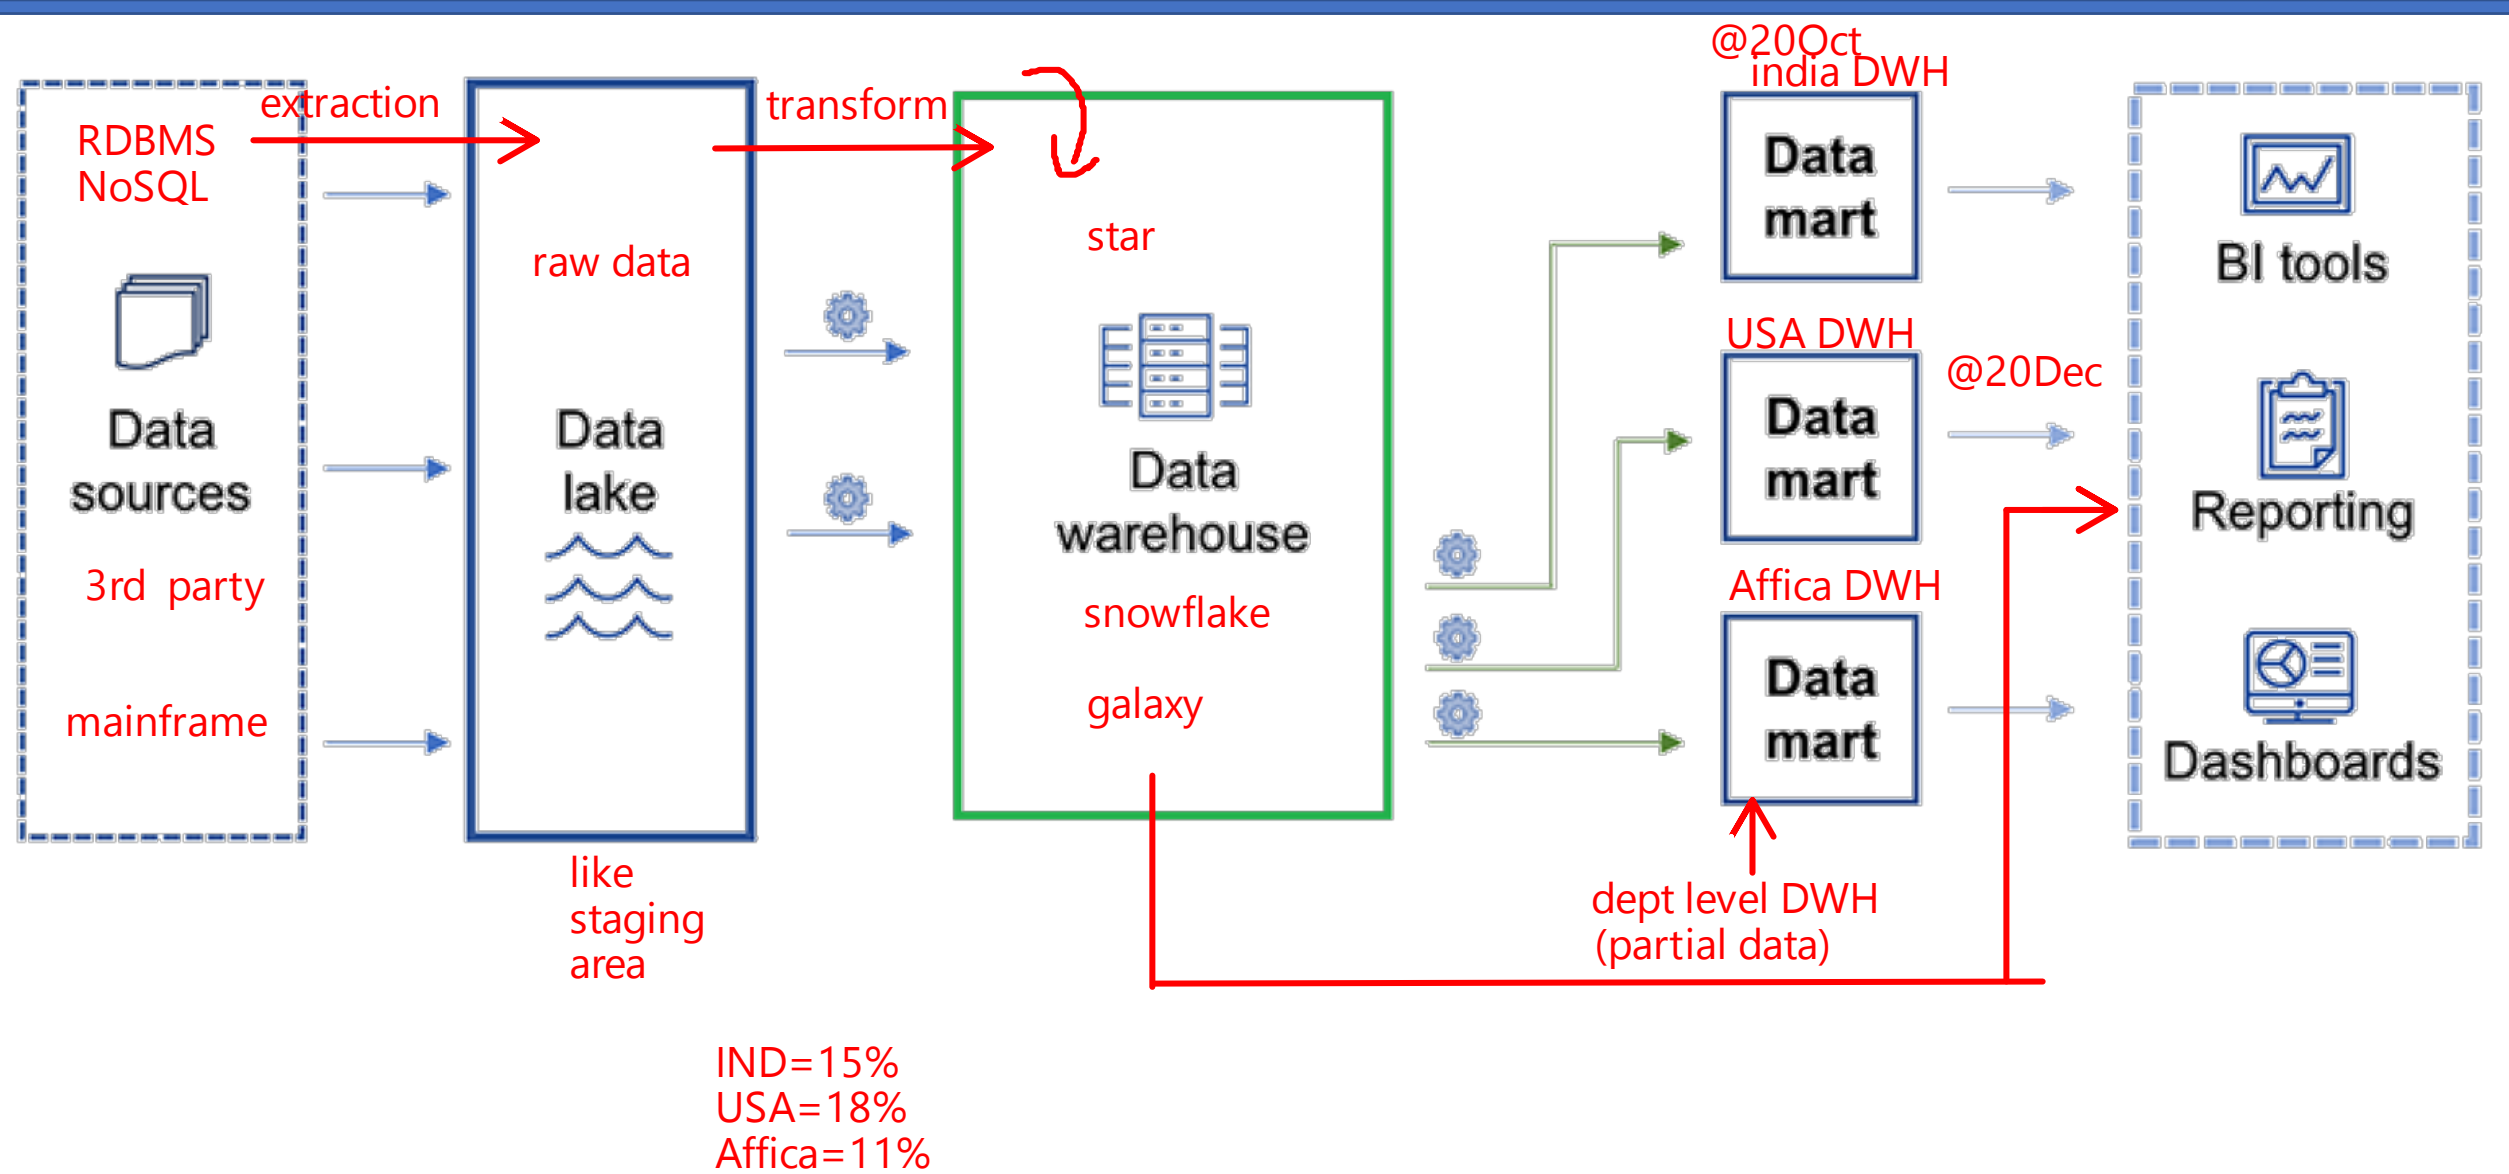 @20Oct
india DWH
extraction
transform
RDBMS
NoSQL
raw data
star
Data
mart
BI tools
USA DWH
@20Dec
Data
sources
Data
lake
Data
warehouse
Data
mart
Reporting
3rd  party
snowflake
Affica DWH
mainframe
galaxy
Data
mart
Dashboards
like
staging
area
dept level DWH
(partial data)
IND=15%
USA=18%
Affica=11%